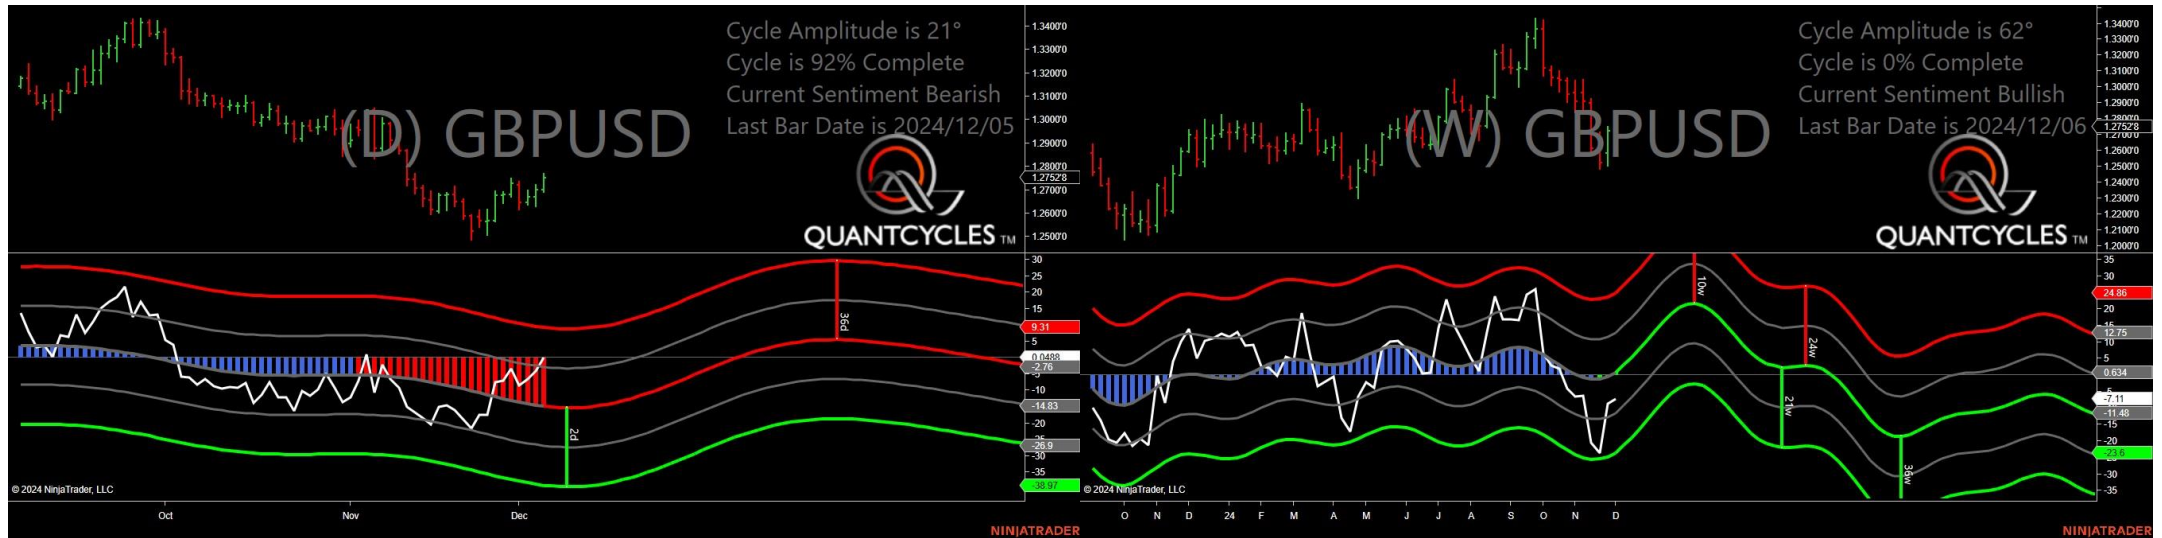 Cycle Amplitude is 21°
Cycle is 92% Complete
Current Sentiment Bearish
Last Bar Date is 2024/12/05
(D) GBPUSD
QUANTCYCLES TM
1.3400'0
1.3300'0
1.3200'0
1.3100'0
1.3000'0
1.2900'0
1.2800'0
1.2752'8
1.2700'0
1.2600'0
1.2500'0
30
25
20
15
9.31
5
0.0488
-2.76
-10
-14.83
-20
-26.9
-30
-35
-38.97
36d
2d
© 2024 NinjaTrader, LLC
Oct
Nov
Dec
NINJATRADER
Cycle Amplitude is 62°
Cycle is 0% Complete
Current Sentiment Bullish
Last Bar Date is 2024/12/06
(W) GBPUSD
QUANTCYCLES TM
1.3400'0
1.3300'0
1.3200'0
1.3100'0
1.3000'0
1.2900'0
1.2800'0
1.2752'8
1.2600'0
1.2500'0
1.2400'0
1.2300'0
1.2200'0
1.2100'0
1.2000'0
35
30
24.86
20
15
12.75
10
5
0.634
-5
-7.11
-11.48
-15
-20
-23.6
-30
-35
10w
24w
21w
36w
© 2024 NinjaTrader, LLC
O N D 24 F M A M J J A S O N D
NINJATRADER